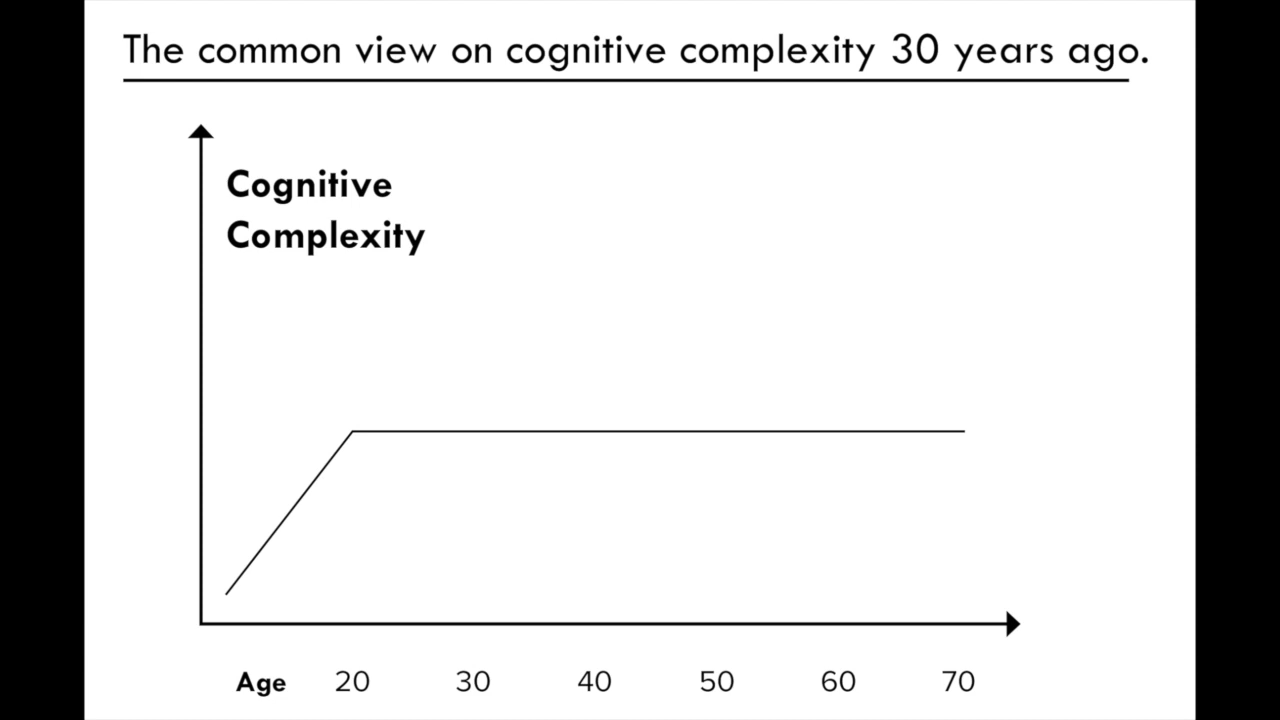 The common view on cognitive complexity 30 years ago.
Cognitive
Complexity
Age 20 30 40 50 60 70